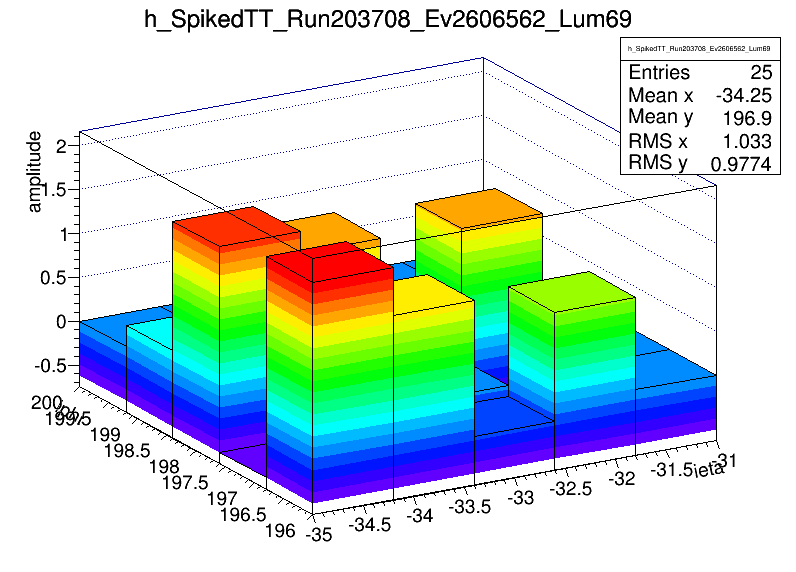 h_SpikedTT_Run203708_Ev2606562_Lum69
h_SpikedTT_Run203708_Ev2606562_Lum69
Entries 25
Mean x -34.25
Mean y 196.9
RMS x 1.033
RMS y 0.9774
amplitude
2
1.5
1
0.5
0
-0.5
200
199.5
199
198.5
198
197.5
197
196.5
196
-35
-34.5
-34
-33.5
-33
-32.5
-32
-31.5
-31
ieta